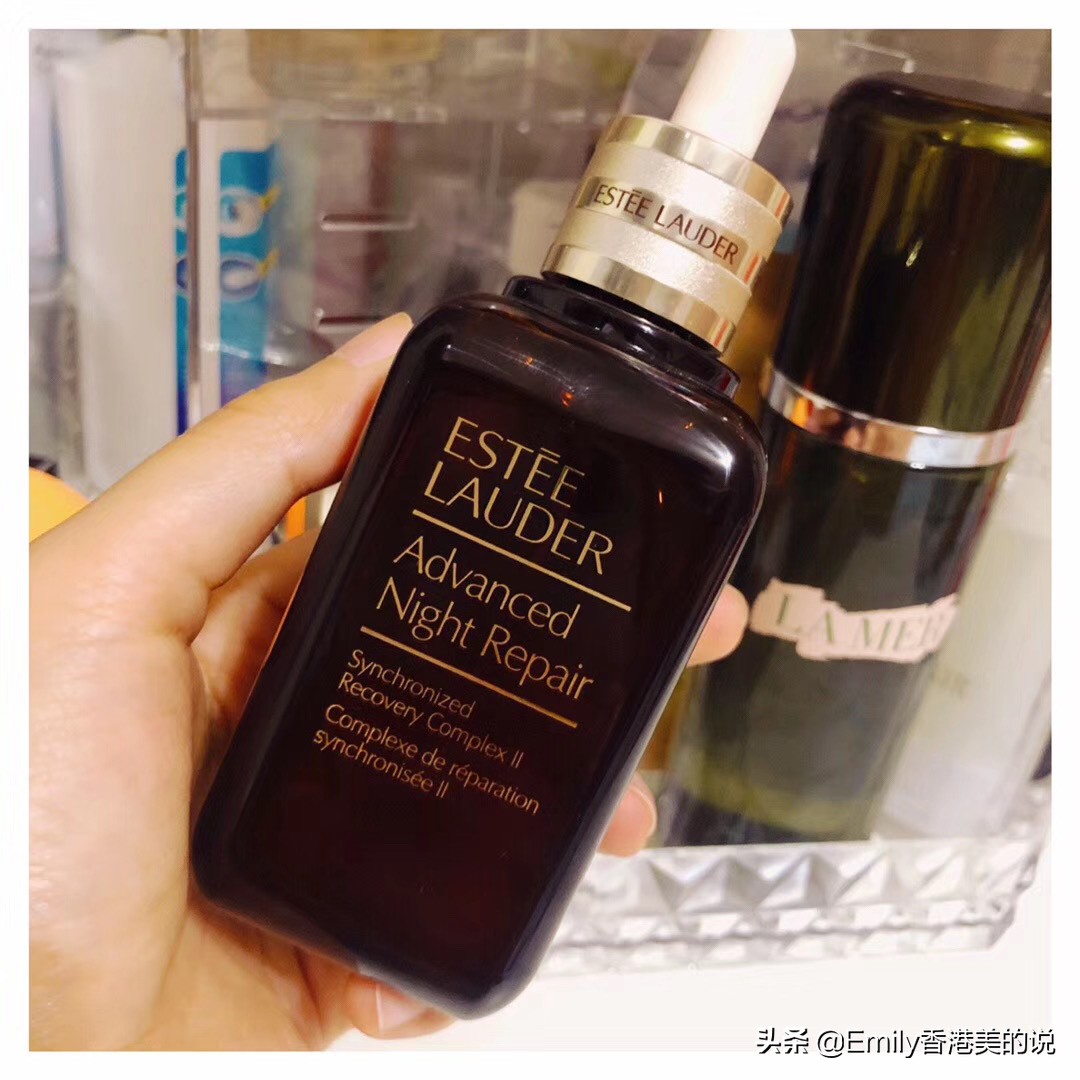 ESTĒE LAUDER
ESTĒE
LAUDER
Advanced
Night Repair
Synchronized
Recovery Complex II
Complexe de réparation
synchronisée II
LA MER
头条 @Emily香港美的说